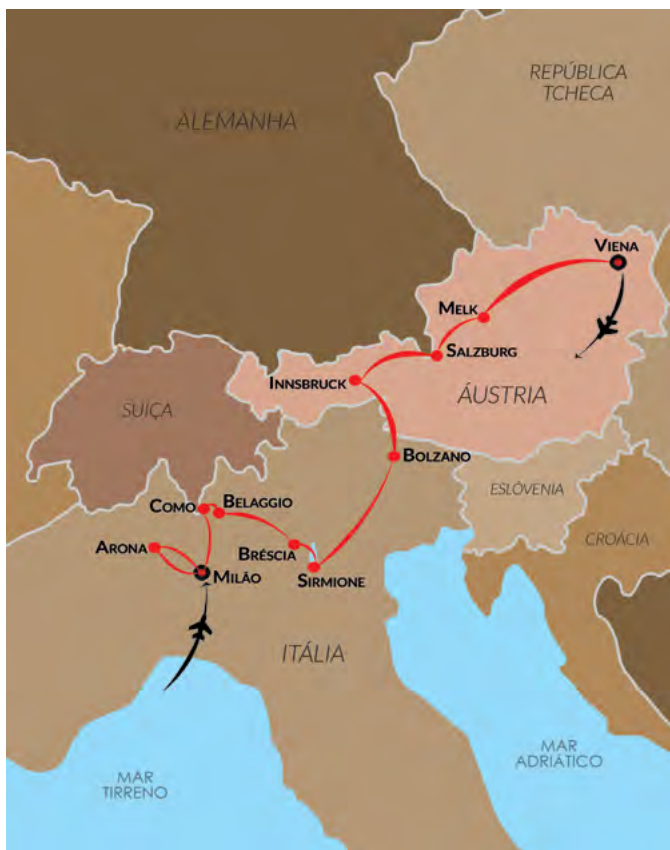 REPÚBLICA
TCHECA
ALEMANHA
VIENA
MELK
SALZBURG
INNSBRUCK
ÁUSTRIA
SUIÇA
BOLZANO
ESLÔVENIA
COMO
BELAGGIO
CROÁCIA
ARONA
BRÉSCIA
MILÃO
SIRMIONE
ITÁLIA
MAR
ADRIÁTICO
MAR
TIRRENO